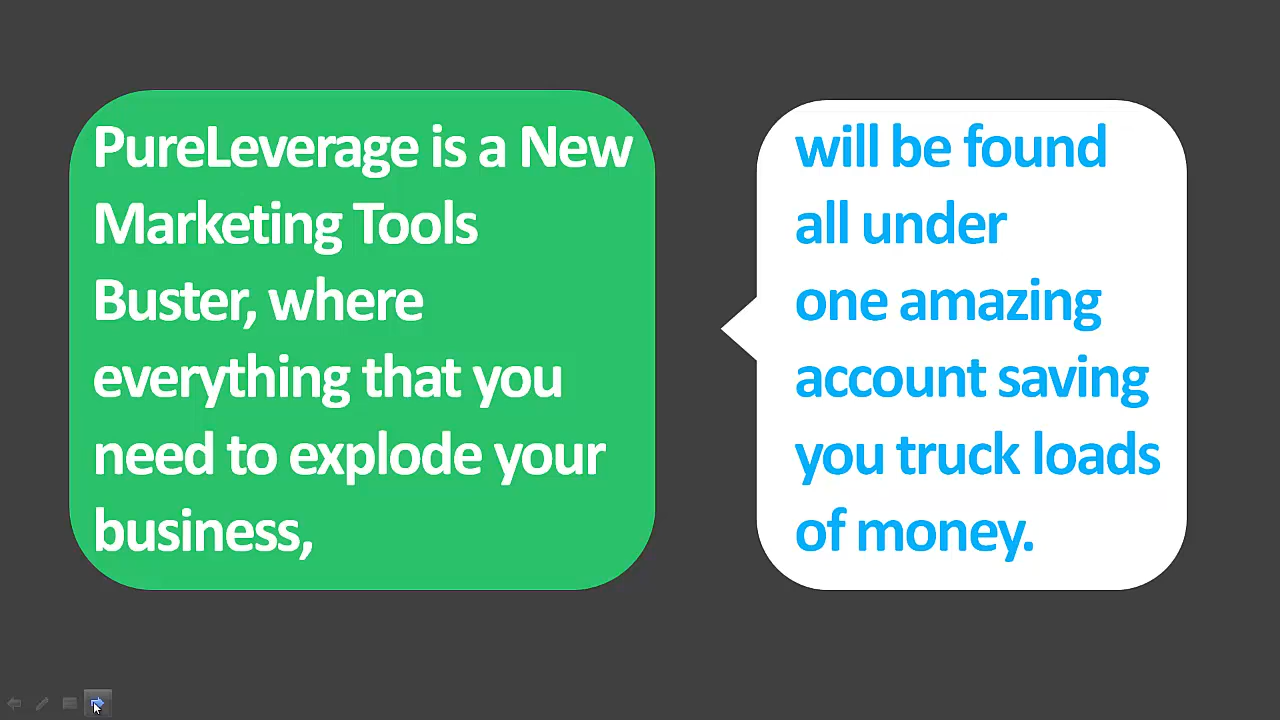 PureLeverage is a New
Marketing Tools
Buster, where
everything that you
need to explode your
business,
will be found
all under
one amazing
account saving
you truck loads
of money.